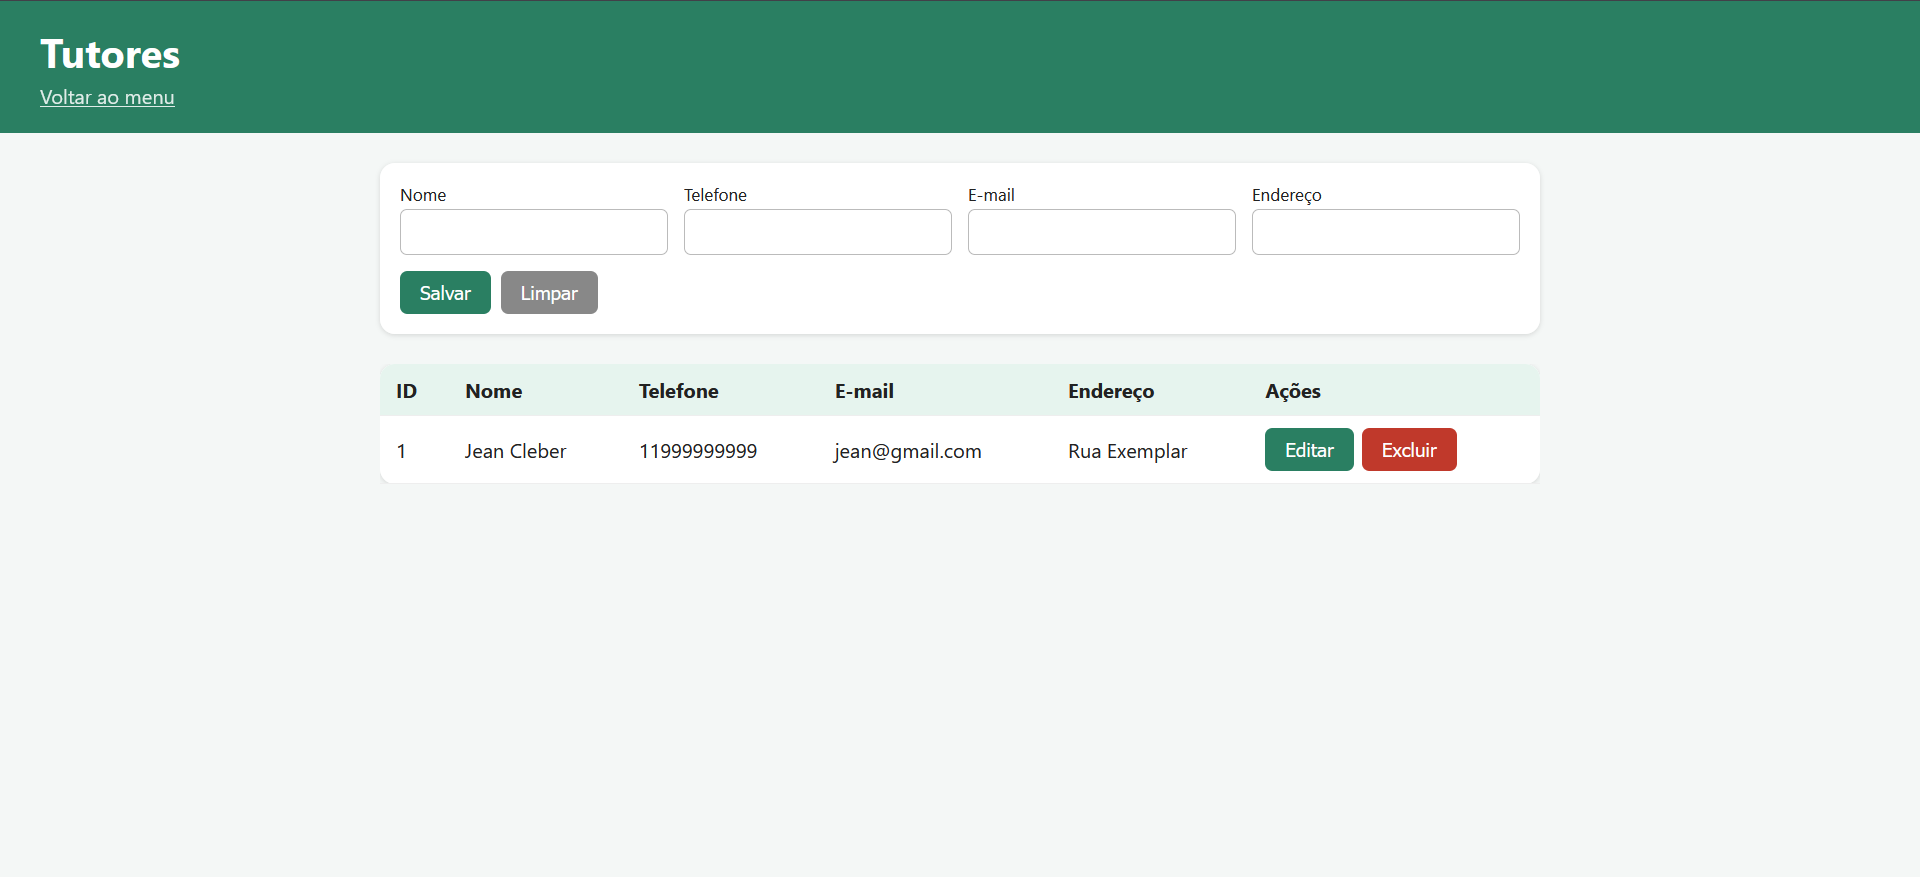 Tutores
Voltar ao menu
Nome Telefone E-mail Endereço
Salvar Limpar
ID Nome Telefone E-mail Endereço Ações
1 Jean Cleber 11999999999 jean@gmail.com Rua Exemplar Editar Excluir